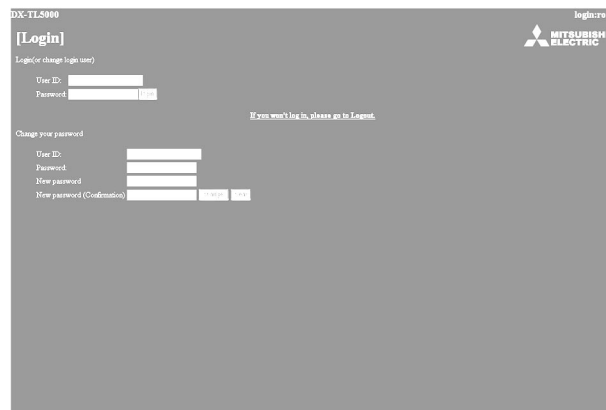 DX-TL5000 login:ro
[Login]
MITSUBISH
ELECTRIC
Login(or change login user)
User ID:
Password:
If you won't log in, please go to Logout.
Change your password
User ID:
Password:
New password
New password (Confirmation)